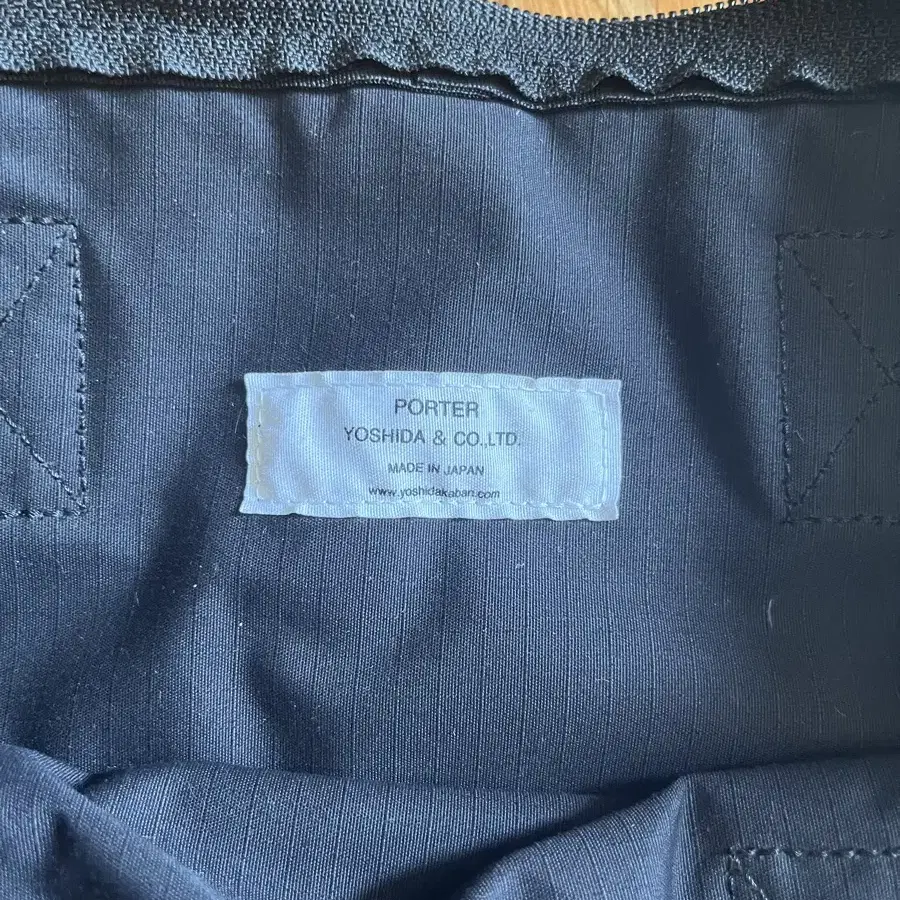 PORTER
YOSHIDA & CO.,LTD.
MADE IN JAPAN
www.yoshidakaban.com